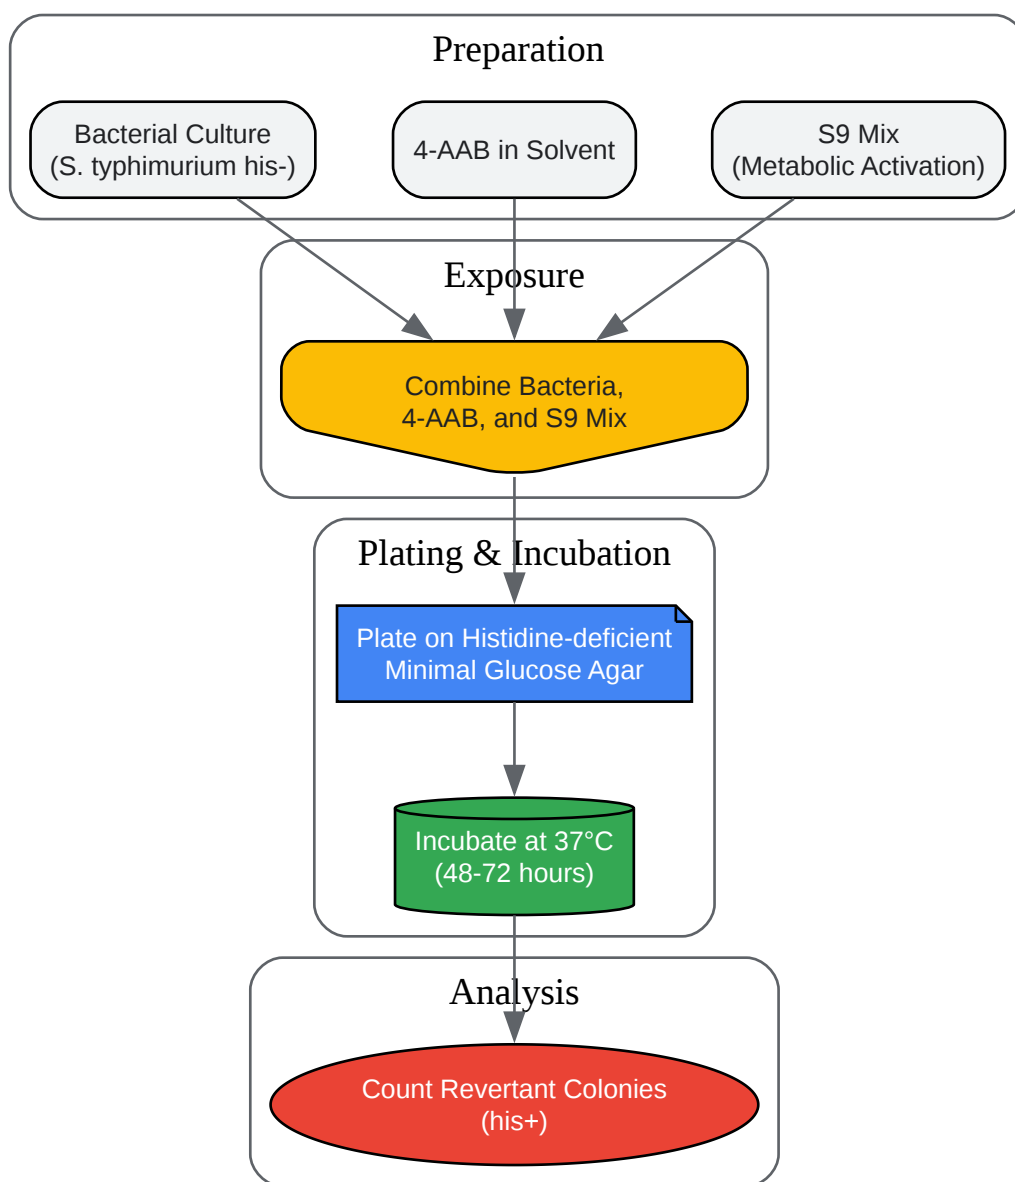 Preparation
Bacterial Culture
(S. typhimurium his-)
4-AAB in Solvent
S9 Mix
(Metabolic Activation)
Exposure
Combine Bacteria,
4-AAB, and S9 Mix
Plating & Incubation
Plate on Histidine-deficient
Minimal Glucose Agar
Incubate at 37°C
(48-72 hours)
Analysis
Count Revertant Colonies
(his+)